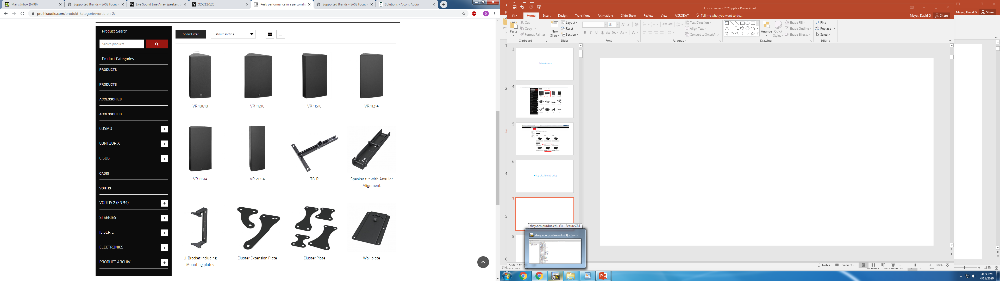 Mail :: Inbox (6798)
Supported Brands - EASE Focus -
Live Sound Line Array Speakers b
X2-212/120
Peak performance in a personaliz
Supported Brands - EASE Focus -
Solutions - Alcons Audio
pro.hkaudio.com/produkt-kategorie/vortis-en-2/
ABP
D
Product Search
Search products...
Product Categories
PRODUCTS
PRODUCTS
ACCESSORIES
ACCESSORIES
COSMO
CONTOUR X
C SUB
CADIS
VORTIS
VORTIS 2 (EN 54)
SI SERIES
IL SERIE
ELECTRONICS
PRODUCT ARCHIV
Show Filter
Default sorting
VR 10810
VR 11210
VR 11510
VR 11214
VR 11514
VR 21214
TB-R
Speaker tilt with Angular
Alignment
U-Bracket including
Mounting plates
Cluster Extension Plate
Cluster Plate
Wall plate
Loudspeakers_2020.pptx - PowerPoint
File
Home
Insert
Design
Transitions
Animations
Slide Show
Review
View
ACROBAT
Tell me what you want to do...
Meyer, David G
Share
Meyer, David G
Share
Paste
Cut
Copy
Format Painter
Clipboard
New
Slide
Layout
Reset
Section
Slides
18
Font
Paragraph
Text Direction
Align Text
Convert to SmartArt
Arrange
Quick
Styles
Shape Fill
Shape Outline
Shape Effects
Drawing
Find
Replace
Select
Editing
3
Main Arrays
4
5
6
Fills / Distributed Delay
7
8
shay.ecn.purdue.edu (3) - SecureCRT
shay.ecn.purdue.edu (3) - Secur...
Slide 7 of 15
Notes
Comments
100%
115%
4:35 PM
4/13/2020